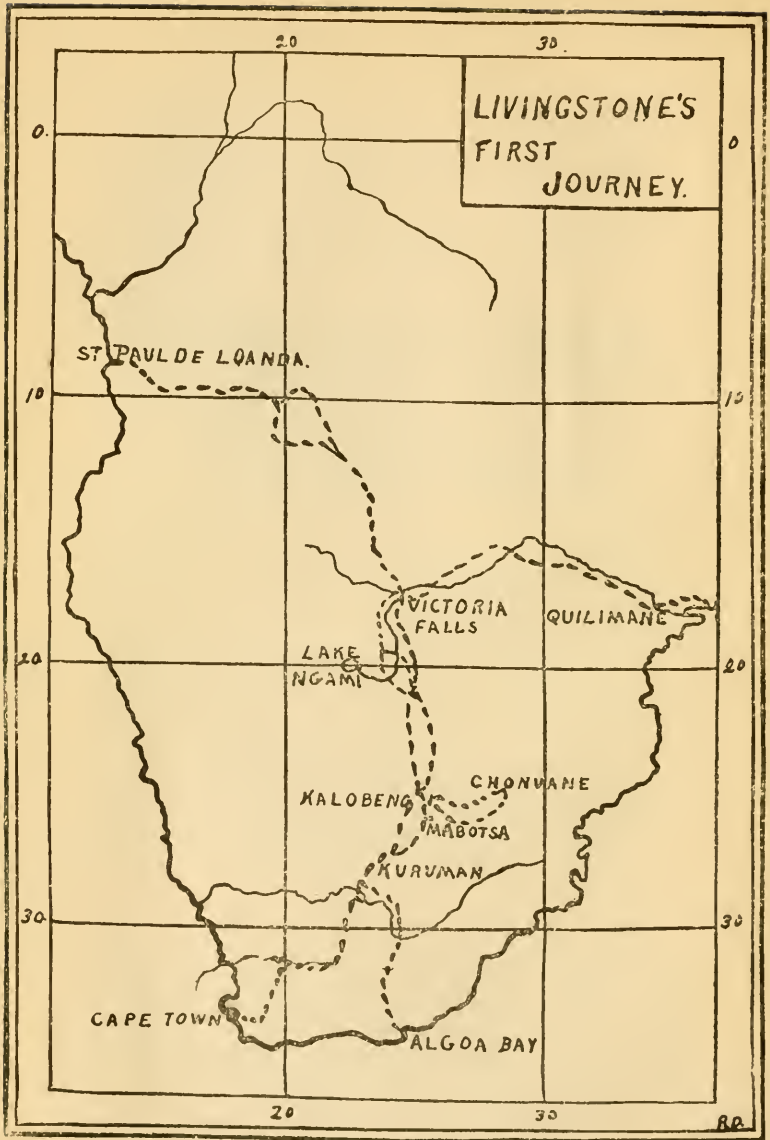 20 30.
LIVINGSTONE'S
FIRST
JOURNEY.
0. 0
ST PAUL DE LOANDA.
10 10
VICTORIA
FALLS
QUILIMANE
LAKE
NGAMI
20 20
CHONUANE
KALOBENG
MABOTSA
KURUMAN
30 30
CAPE TOWN
ALGOA BAY
20 30
R.D.